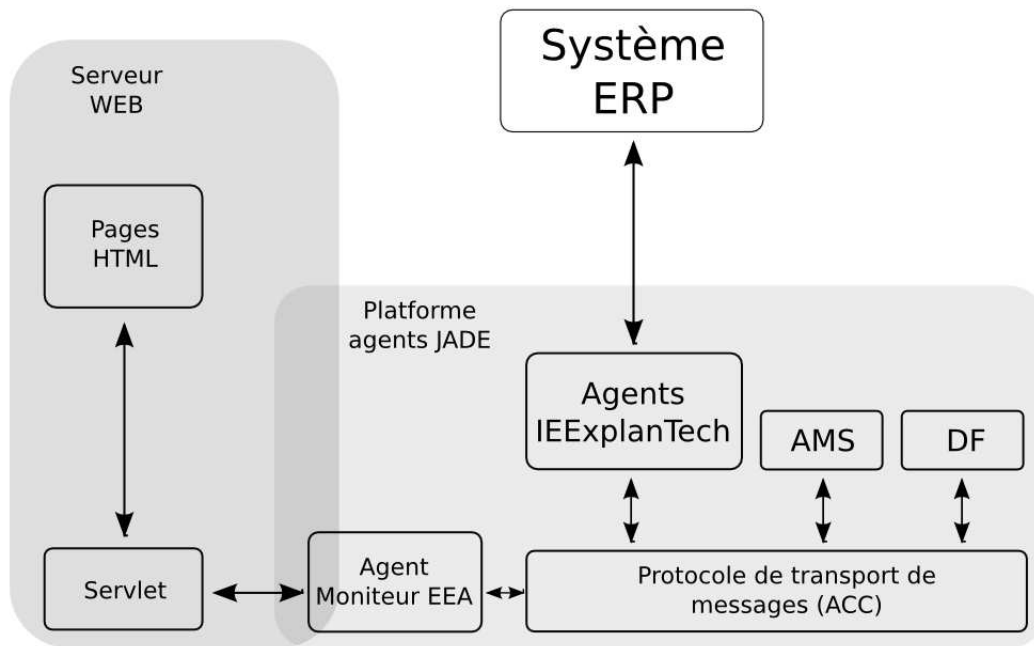 Système
ERP
Serveur
WEB
Pages
HTML
Platforme
agents JADE
Agents
IEExplanTech
AMS
DF
Servlet
Agent
Moniteur EEA
Protocole de transport de
messages (ACC)